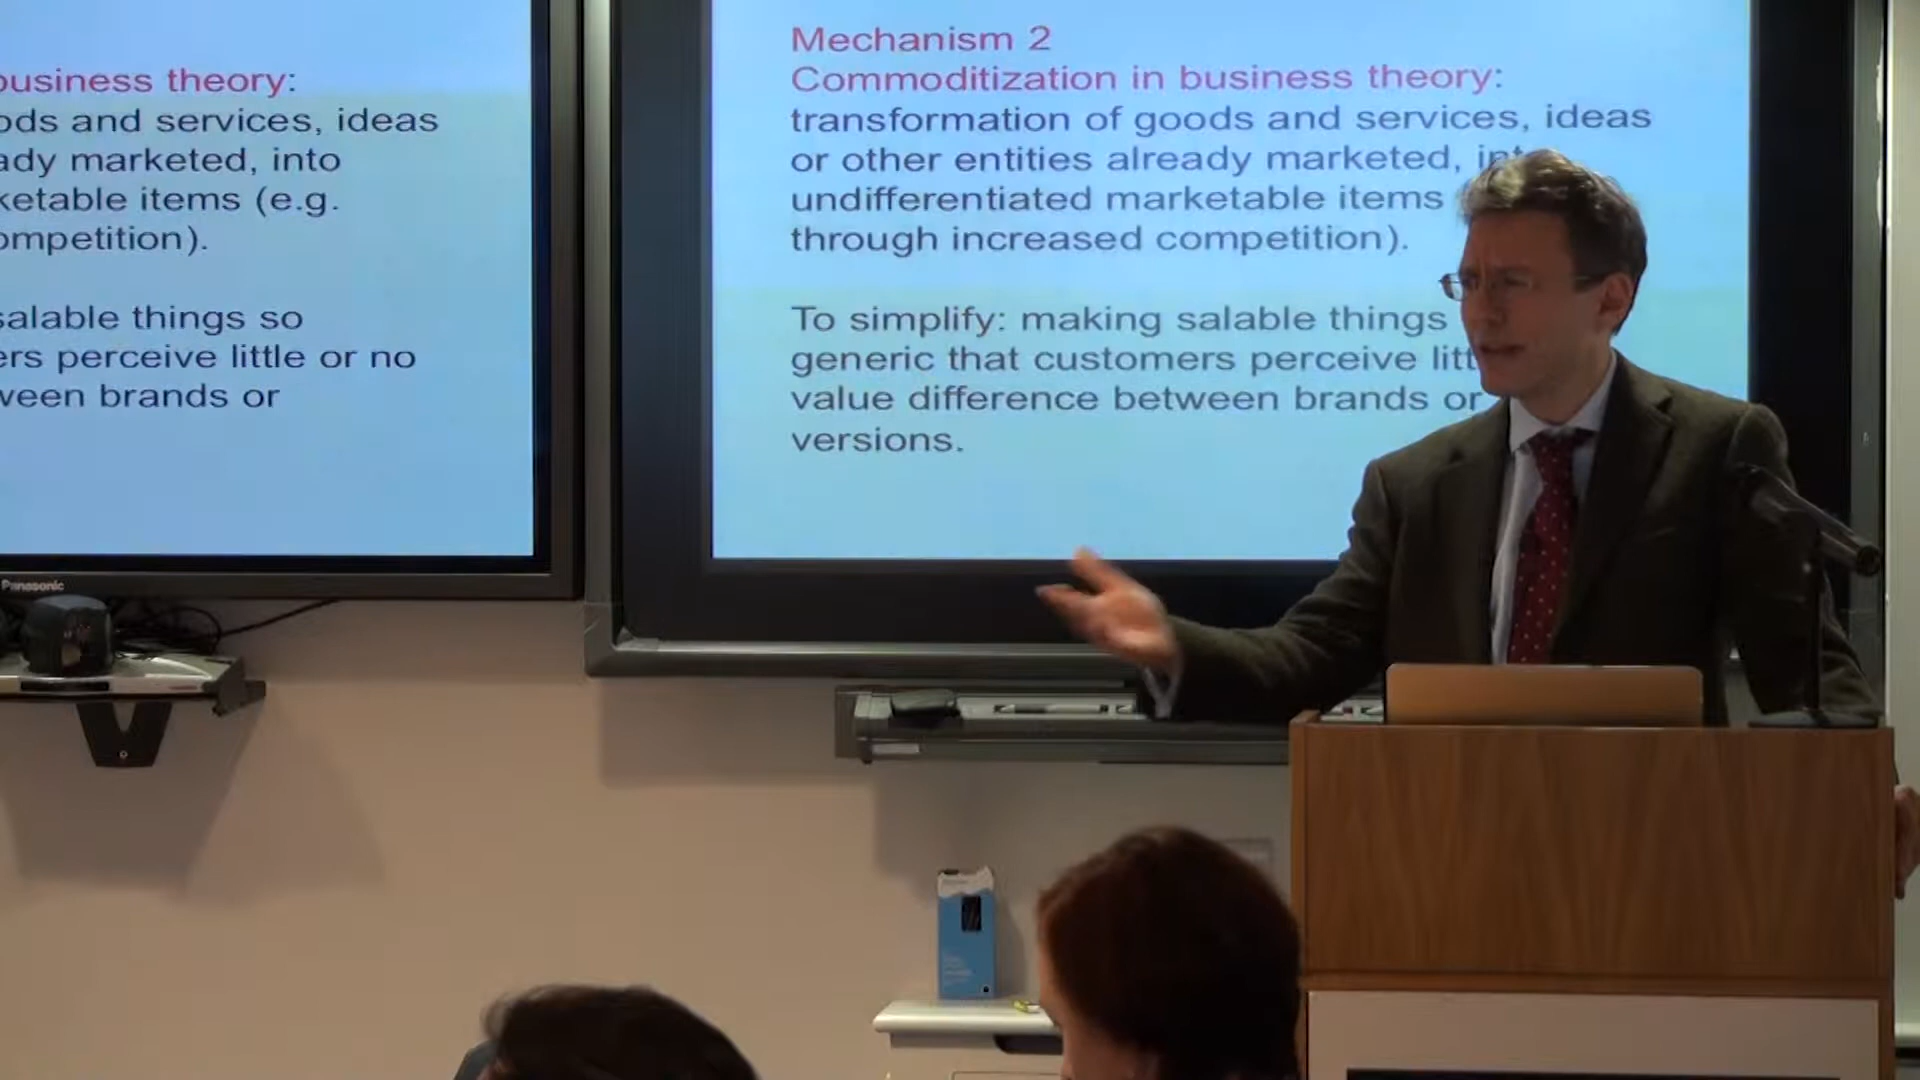 business theory:
ods and services, ideas
ady marketed, into
ketable items (e.g.
ompetition).
salable things so
ers perceive little or no
ween brands or
Panasonic
Mechanism 2
Commoditization in business theory:
transformation of goods and services, ideas
or other entities already marketed, int
undifferentiated marketable items
through increased competition).
To simplify: making salable things
generic that customers perceive litt
value difference between brands or
versions.